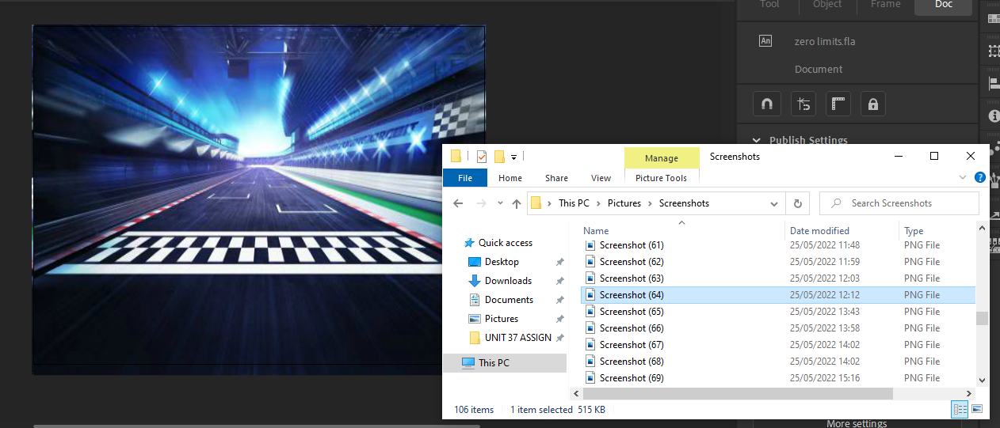 Tool Object Frame Doc
An zero limits.fla
Document
Publish Settings
Manage Screenshots
File Home Share View Picture Tools
This PC Pictures Screenshots Search Screenshots
Name Date modified Type
Quick access
Desktop
Downloads
Documents
Pictures
UNIT 37 ASSIGN
This PC
Screenshot (61) 25/05/2022 11:48 PNG File
Screenshot (62) 25/05/2022 11:59 PNG File
Screenshot (63) 25/05/2022 12:03 PNG File
Screenshot (64) 25/05/2022 12:12 PNG File
Screenshot (65) 25/05/2022 13:43 PNG File
Screenshot (66) 25/05/2022 13:58 PNG File
Screenshot (67) 25/05/2022 14:02 PNG File
Screenshot (68) 25/05/2022 14:02 PNG File
Screenshot (69) 25/05/2022 15:16 PNG File
106 items 1 item selected 515 KB
More settings